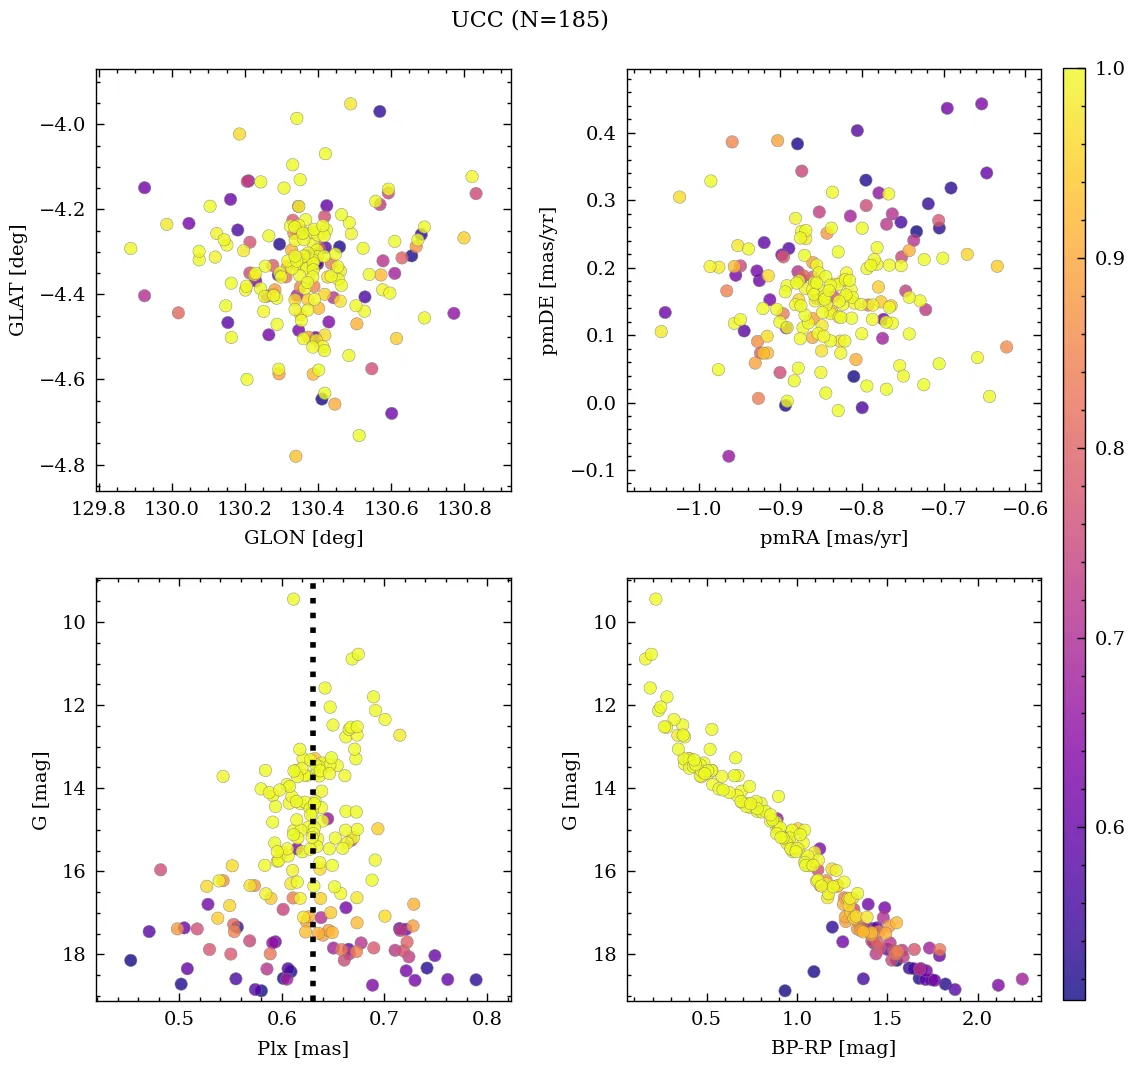 UCC (N=185)
−4.0
−4.2
−4.4
−4.6
−4.8
GLAT [deg]
129.8 130.0 130.2 130.4 130.6 130.8
GLON [deg]
0.4
0.3
0.2
0.1
0.0
−0.1
pmDE [mas/yr]
−1.0 −0.9 −0.8 −0.7 −0.6
pmRA [mas/yr]
10
12
14
16
18
G [mag]
0.5 0.6 0.7 0.8
Plx [mas]
10
12
14
16
18
G [mag]
0.5 1.0 1.5 2.0
BP-RP [mag]
1.0
0.9
0.8
0.7
0.6